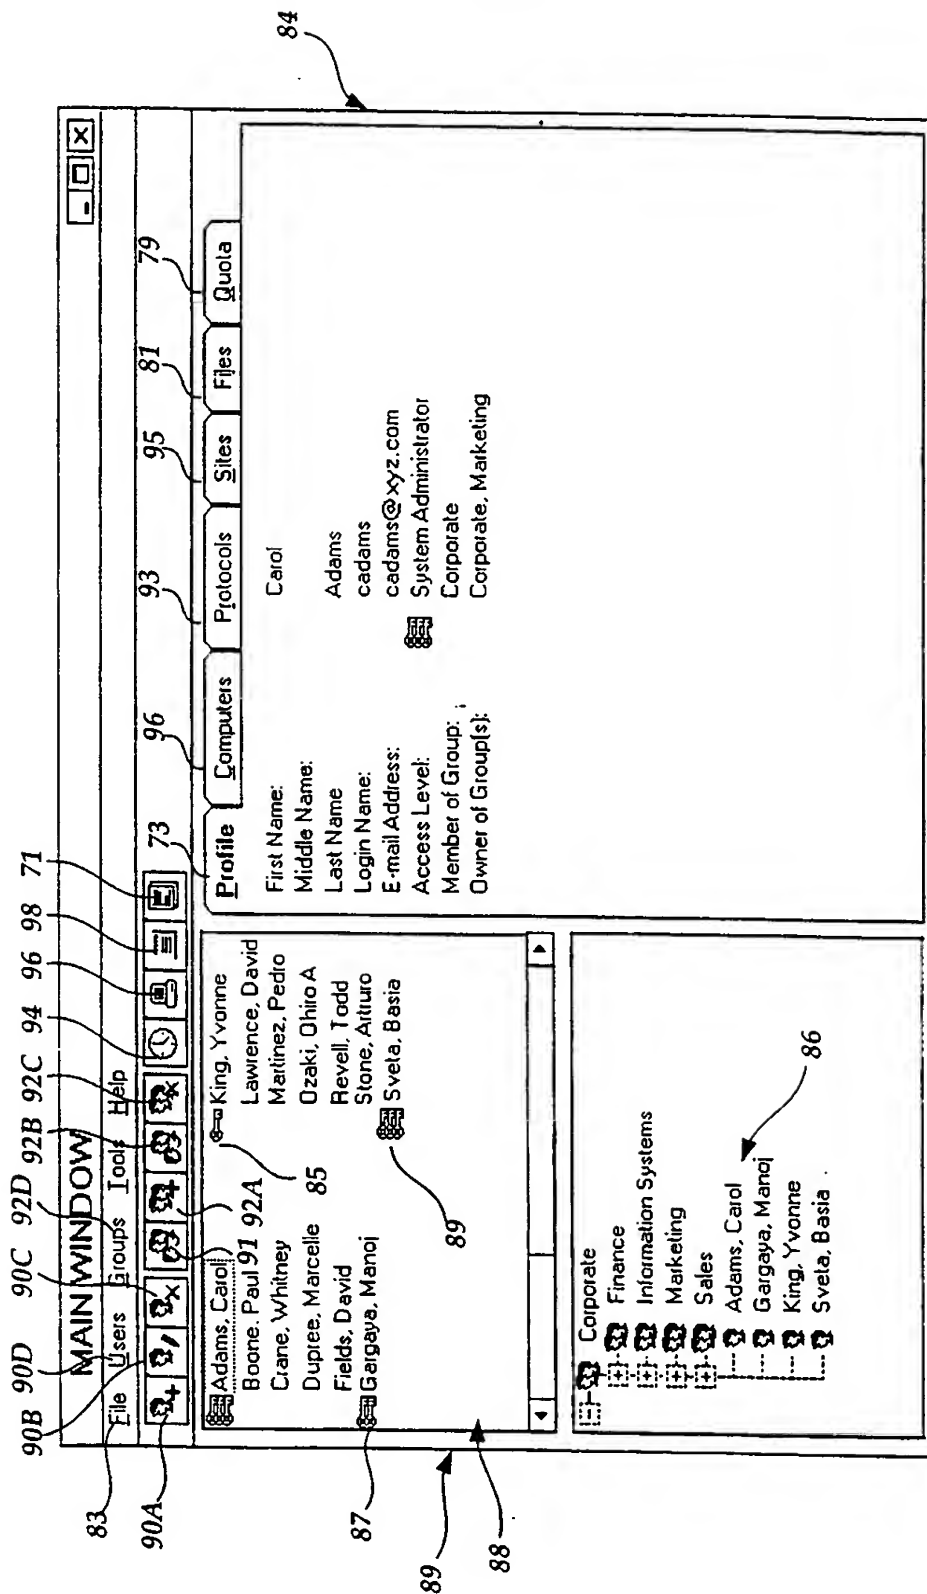 MAIN WINDOW
File Users Groups Tools Help
83
90A
90B
90D
90C
92D
92B
92C
94
96
98
71
73
96
93
95
81
79
84
Profile Computers Protocols Sites Files Quota
Adams, Carol
Boone. Paul
Crane, Whitney
Dupree, Marcelle
Fields, David
Gargaya, Manoj
King, Yvonne
Lawrence, David
Martinez, Pedro
Ozaki, Ohiro A
Revell, Todd
Stone, Arturo
Sveta, Basia
91
92A
85
89
87
88
89
First Name: Carol
Middle Name:
Last Name Adams
Login Name: cadams
E-mail Address: cadams@xyz.com
Access Level: System Administrator
Member of Group: Corporate
Owner of Group(s): Corporate, Marketing
Corporate
Finance
Information Systems
Marketing
Sales
Adams, Carol
Gargaya, Manoj
King, Yvonne
Sveta, Basia
86